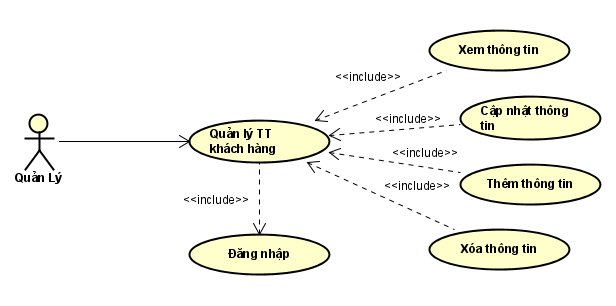 Xem thông tin
<<include>>
Cập nhật thông
tin
<<include>>
Quản lý TT
khách hàng
<<include>>
Quản Lý
Thêm thông tin
<<include>>
<<include>>
Xóa thông tin
Đăng nhập